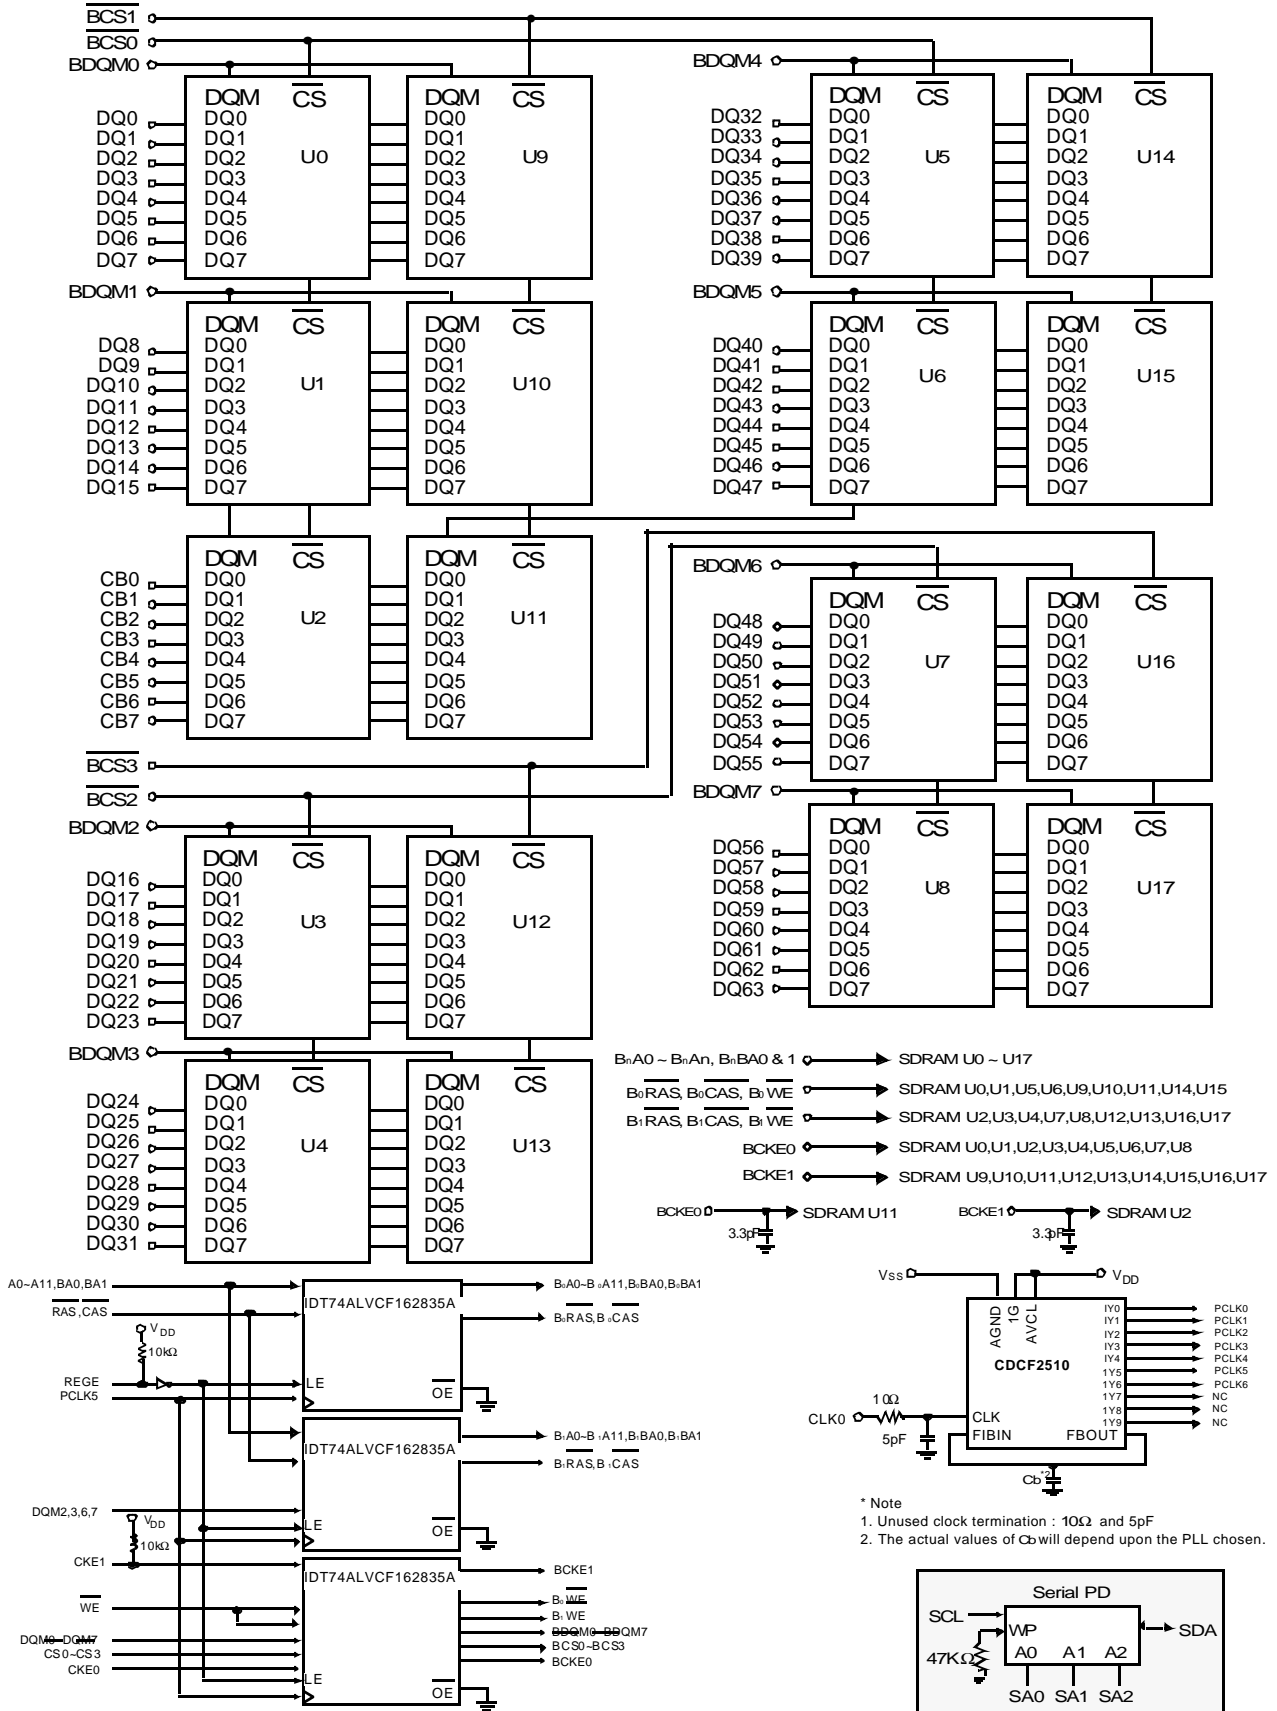 BCS1
BCS0
BDQM0
DQM CS
DQ0 DQ0
DQ1 DQ1
DQ2 DQ2
DQ3 DQ3
DQ4 DQ4
DQ5 DQ5
DQ6 DQ6
DQ7 DQ7
U0
DQM CS
DQ0
DQ1
DQ2
DQ3
DQ4
DQ5
DQ6
DQ7
U9
BDQM1
DQM CS
DQ8 DQ0
DQ9 DQ1
DQ10 DQ2
DQ11 DQ3
DQ12 DQ4
DQ13 DQ5
DQ14 DQ6
DQ15 DQ7
U1
DQM CS
DQ0
DQ1
DQ2
DQ3
DQ4
DQ5
DQ6
DQ7
U10
DQM CS
CB0 DQ0
CB1 DQ1
CB2 DQ2
CB3 DQ3
CB4 DQ4
CB5 DQ5
CB6 DQ6
CB7 DQ7
U2
DQM CS
DQ0
DQ1
DQ2
DQ3
DQ4
DQ5
DQ6
DQ7
U11
BCS3
BCS2
BDQM2
DQM CS
DQ16 DQ0
DQ17 DQ1
DQ18 DQ2
DQ19 DQ3
DQ20 DQ4
DQ21 DQ5
DQ22 DQ6
DQ23 DQ7
U3
DQM CS
DQ0
DQ1
DQ2
DQ3
DQ4
DQ5
DQ6
DQ7
U12
BDQM3
DQM CS
DQ24 DQ0
DQ25 DQ1
DQ26 DQ2
DQ27 DQ3
DQ28 DQ4
DQ29 DQ5
DQ30 DQ6
DQ31 DQ7
U4
DQM CS
DQ0
DQ1
DQ2
DQ3
DQ4
DQ5
DQ6
DQ7
U13
BDQM4
DQM CS
DQ32 DQ0
DQ33 DQ1
DQ34 DQ2
DQ35 DQ3
DQ36 DQ4
DQ37 DQ5
DQ38 DQ6
DQ39 DQ7
U5
DQM CS
DQ0
DQ1
DQ2
DQ3
DQ4
DQ5
DQ6
DQ7
U14
BDQM5
DQM CS
DQ40 DQ0
DQ41 DQ1
DQ42 DQ2
DQ43 DQ3
DQ44 DQ4
DQ45 DQ5
DQ46 DQ6
DQ47 DQ7
U6
DQM CS
DQ0
DQ1
DQ2
DQ3
DQ4
DQ5
DQ6
DQ7
U15
BDQM6
DQM CS
DQ48 DQ0
DQ49 DQ1
DQ50 DQ2
DQ51 DQ3
DQ52 DQ4
DQ53 DQ5
DQ54 DQ6
DQ55 DQ7
U7
DQM CS
DQ0
DQ1
DQ2
DQ3
DQ4
DQ5
DQ6
DQ7
U16
BDQM7
DQM CS
DQ56 DQ0
DQ57 DQ1
DQ58 DQ2
DQ59 DQ3
DQ60 DQ4
DQ61 DQ5
DQ62 DQ6
DQ63 DQ7
U8
DQM CS
DQ0
DQ1
DQ2
DQ3
DQ4
DQ5
DQ6
DQ7
U17
BnA0 ~ BnAn, BnBA0 & 1 SDRAM U0 ~ U17
B0RAS, B0CAS, B0WE SDRAM U0,U1,U5,U6,U9,U10,U11,U14,U15
B1RAS, B1CAS, B1WE SDRAM U2,U3,U4,U7,U8,U12,U13,U16,U17
BCKE0 SDRAM U0,U1,U2,U3,U4,U5,U6,U7,U8
BCKE1 SDRAM U9,U10,U11,U12,U13,U14,U15,U16,U17
BCKE0 SDRAM U11
3.3pF
BCKE1 SDRAM U2
3.3pF
A0~A11,BA0,BA1
RAS,CAS
VDD
10kΩ
REGE
PCLK5
IDT74ALVCF162835A
LE
OE
B0A0~B0A11,B0BA0,B0BA1
B0RAS,B0CAS
IDT74ALVCF162835A
LE
OE
B1A0~B1A11,B1BA0,B1BA1
B1RAS,B1CAS
DQM2,3,6,7
VDD
10kΩ
CKE1
WE
DQM0~DQM7
CS0~CS3
CKE0
IDT74ALVCF162835A
LE
OE
BCKE1
B0WE
B1WE
BDQM0~BDQM7
BCS0~BCS3
BCKE0
VSS
VDD
AGND
1G
AVCL
CDCF2510
IY0 PCLK0
IY1 PCLK1
IY2 PCLK2
IY3 PCLK3
IY4 PCLK4
1Y5 PCLK5
1Y6 PCLK6
1Y7 NC
1Y8 NC
1Y9 NC
CLK0
10Ω
5pF
CLK
FIBIN FBOUT
Cb*2
* Note
1. Unused clock termination : 10Ω and 5pF
2. The actual values of Cb will depend upon the PLL chosen.
Serial PD
SCL
WP
SDA
47KΩ
A0 A1 A2
SA0 SA1 SA2